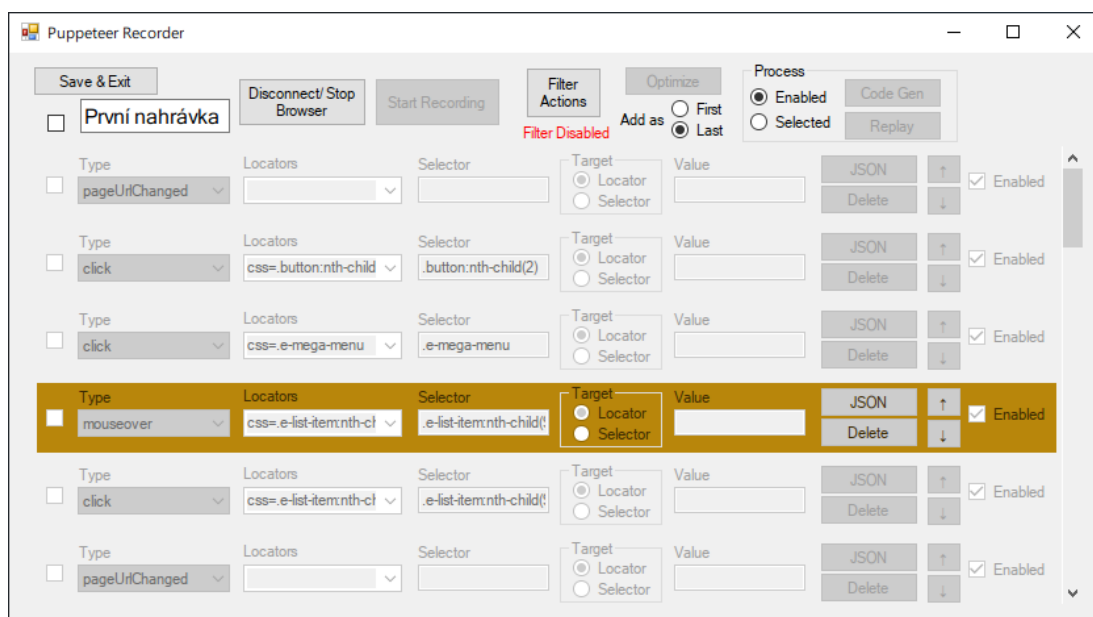 Puppeteer Recorder
Save & Exit
První nahrávka
Disconnect/ Stop
Browser
Start Recording
Filter
Actions
Filter Disabled
Optimize
Add as
First
Last
Process
Enabled
Selected
Code Gen
Replay
Type Locators Selector Target Value
pageUrlChanged Locator Selector JSON Delete ↑ ↓ Enabled
Type Locators Selector Target Value
click css=.button:nth-child .button:nth-child(2) Locator Selector JSON Delete ↑ ↓ Enabled
Type Locators Selector Target Value
click css=.e-mega-menu .e-mega-menu Locator Selector JSON Delete ↑ ↓ Enabled
Type Locators Selector Target Value
mouseover css=.e-list-item:nth-ch .e-list-item:nth-child( Locator Selector JSON Delete ↑ ↓ Enabled
Type Locators Selector Target Value
click css=.e-list-item:nth-ch .e-list-item:nth-child( Locator Selector JSON Delete ↑ ↓ Enabled
Type Locators Selector Target Value
pageUrlChanged Locator Selector JSON Delete ↑ ↓ Enabled